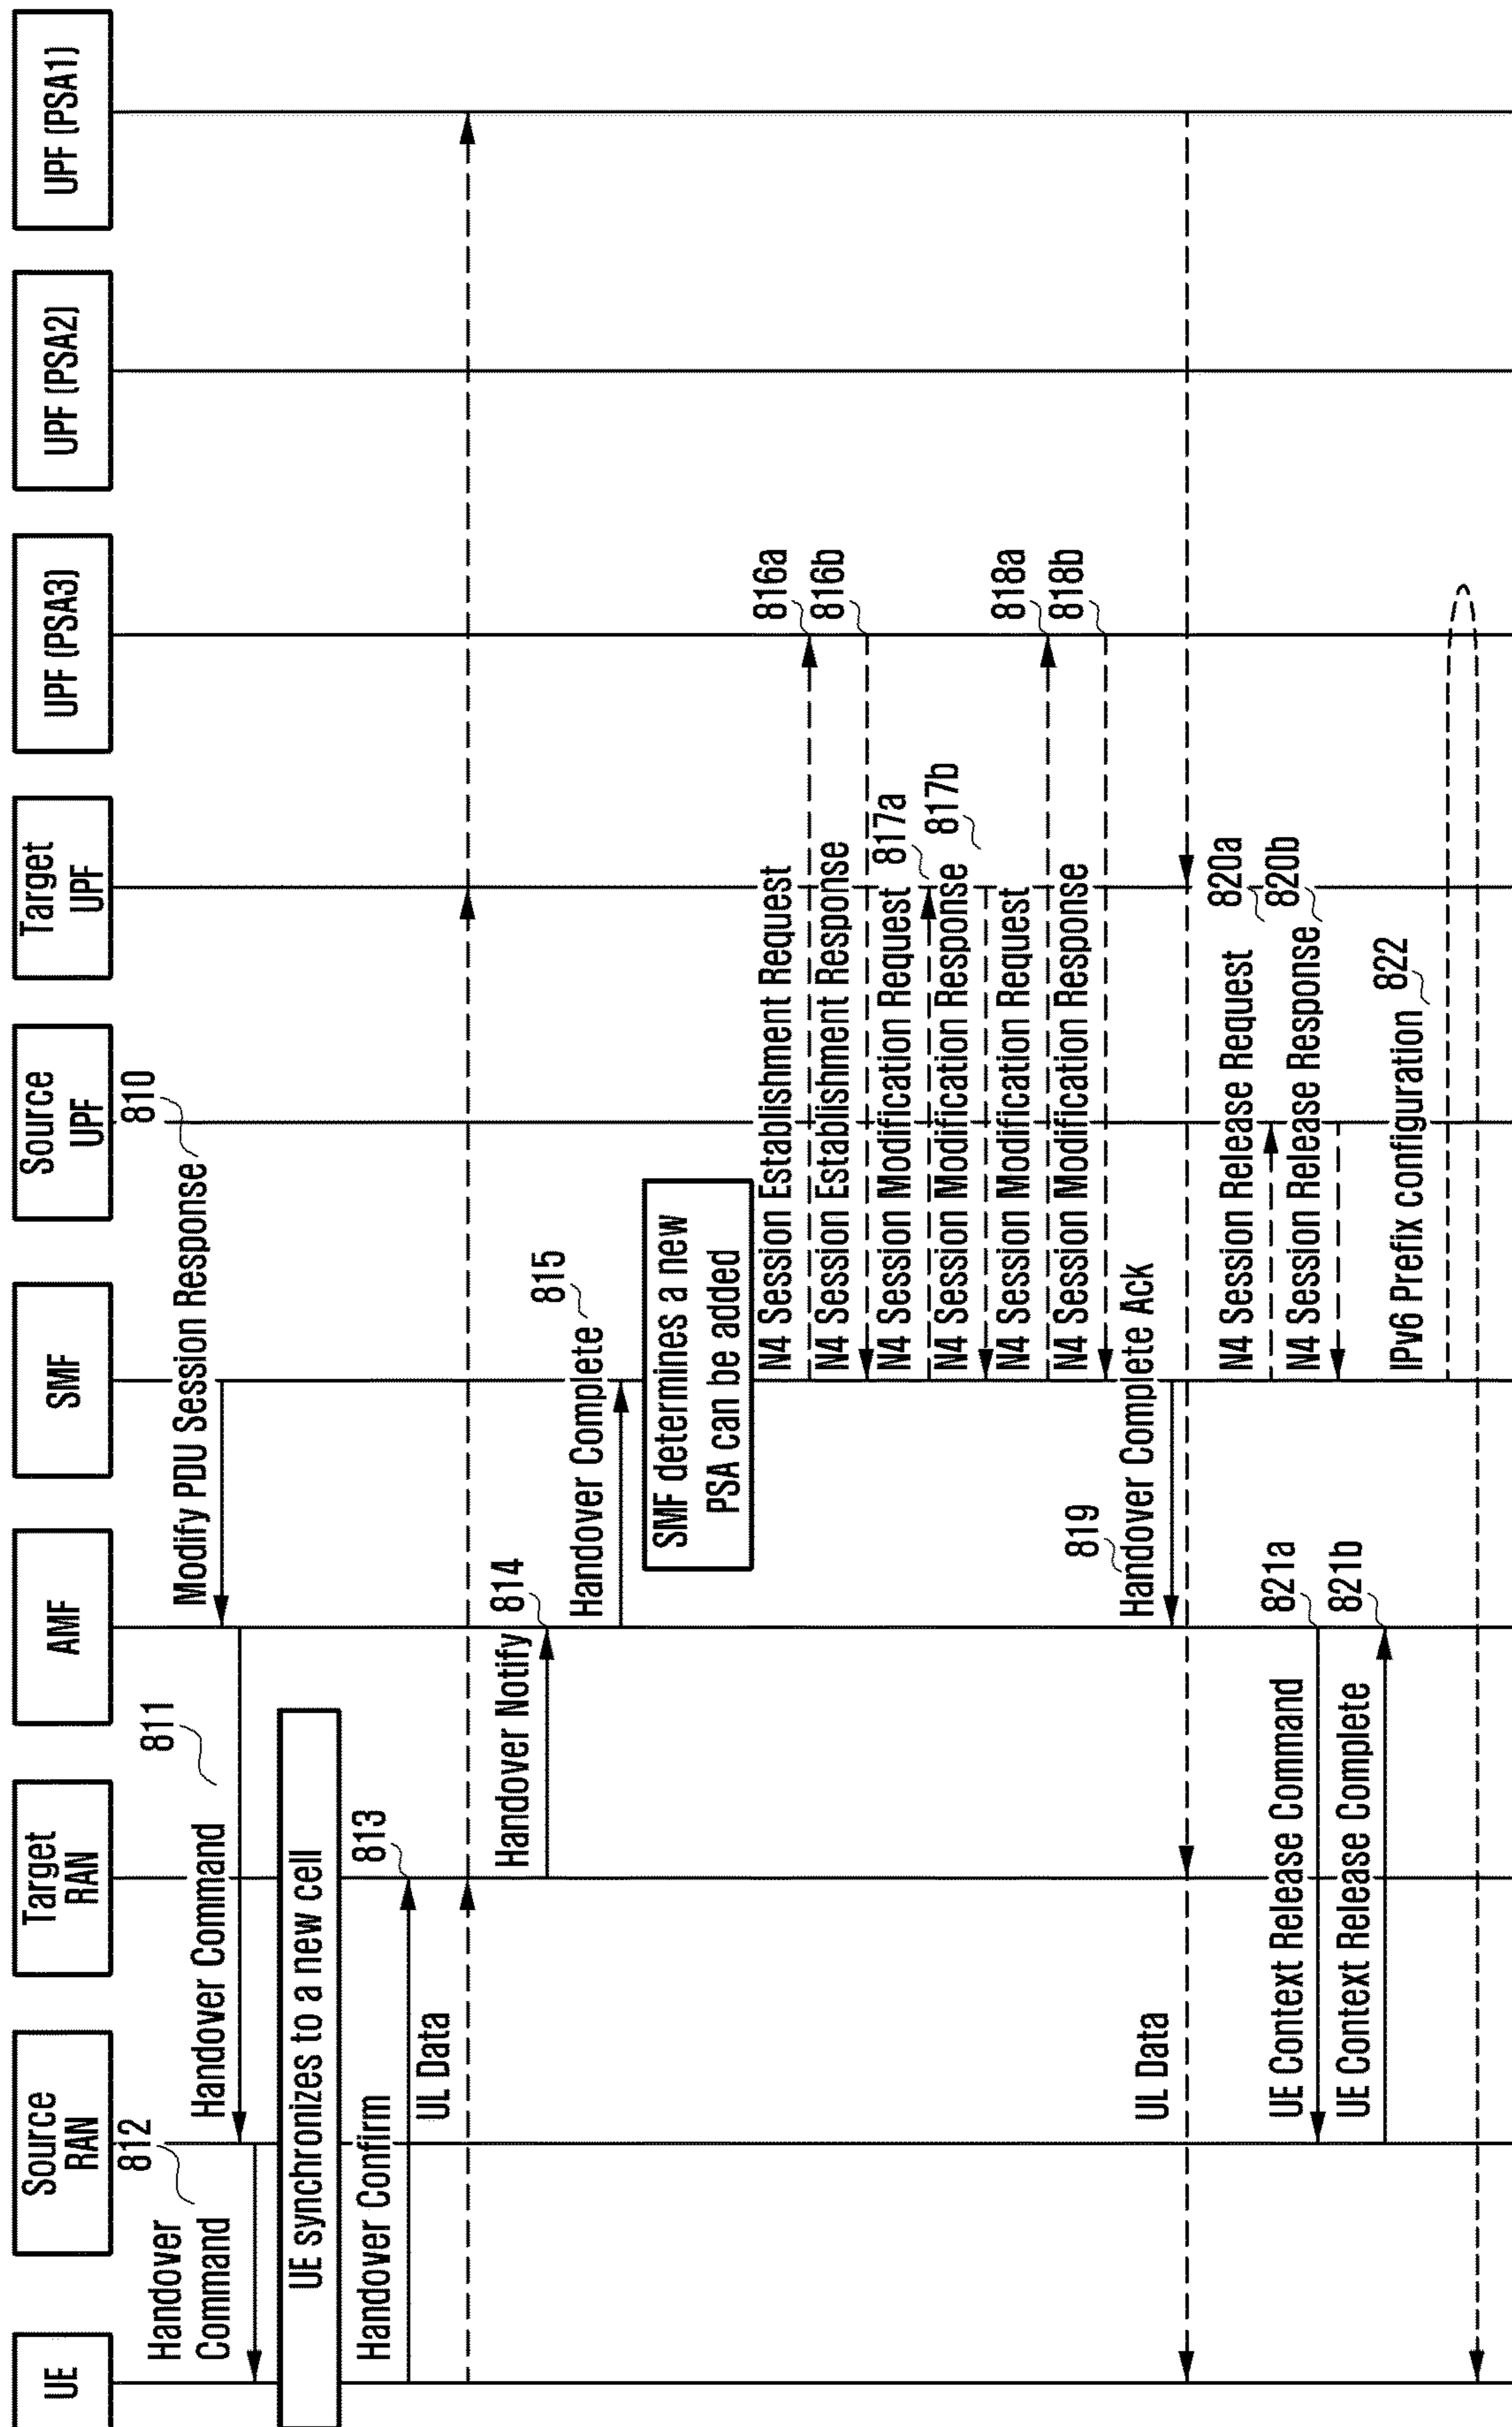 UE
Source
RAN
Target
RAN
AMF
SMF
Source
UPF
Target
UPF
UPF (PSA3)
UPF (PSA2)
UPF (PSA1)
Modify PDU Session Response
810
Handover Command
811
Handover
Command
812
UE synchronizes to a new cell
Handover Confirm
813
UL Data
Handover Notify
814
Handover Complete
815
SMF determines a new
PSA can be added
N4 Session Establishment Request
816a
N4 Session Establishment Response
816b
N4 Session Modification Request
817a
N4 Session Modification Response
817b
N4 Session Modification Request
818a
N4 Session Modification Response
818b
819
Handover Complete Ack
UL Data
N4 Session Release Request
820a
N4 Session Release Response
820b
UE Context Release Command
821a
UE Context Release Complete
821b
IPv6 Prefix configuration
822